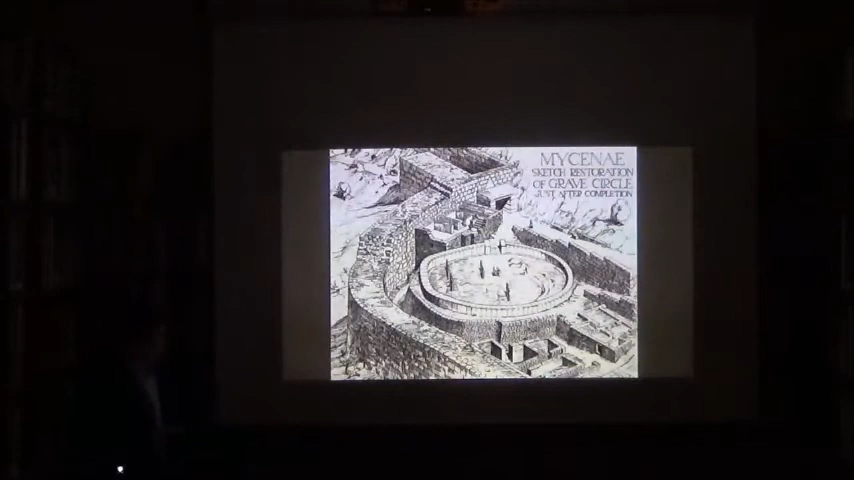 MYCENAE
SKETCH RESTORATION
OF GRAVE CIRCLE
JUST AFTER COMPLETION